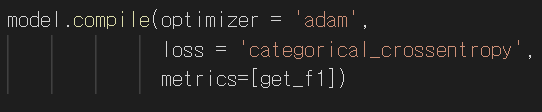 model.compile(optimizer = 'adam',
loss = 'categorical_crossentropy',
metrics=[get_f1])